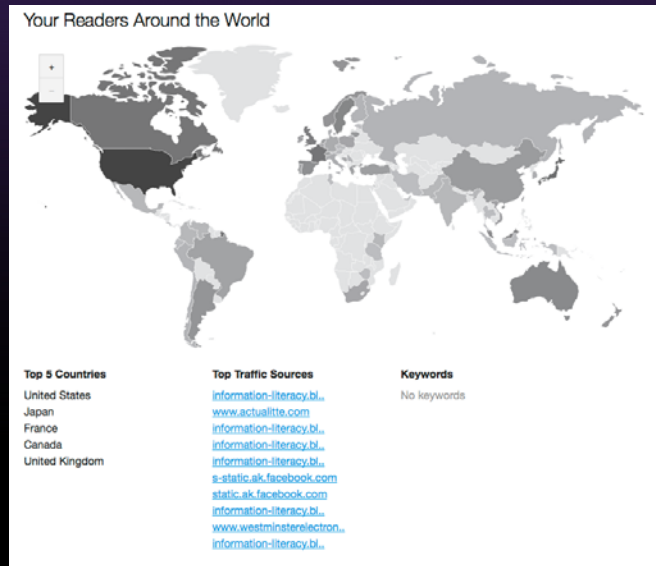 Your Readers Around the World
+
−
Top 5 Countries
United States
Japan
France
Canada
United Kingdom
Top Traffic Sources
information-literacy.bl..
www.actualitte.com
information-literacy.bl..
information-literacy.bl..
information-literacy.bl..
s-static.ak.facebook.com
static.ak.facebook.com
information-literacy.bl..
www.westminsterelectron..
information-literacy.bl..
Keywords
No keywords